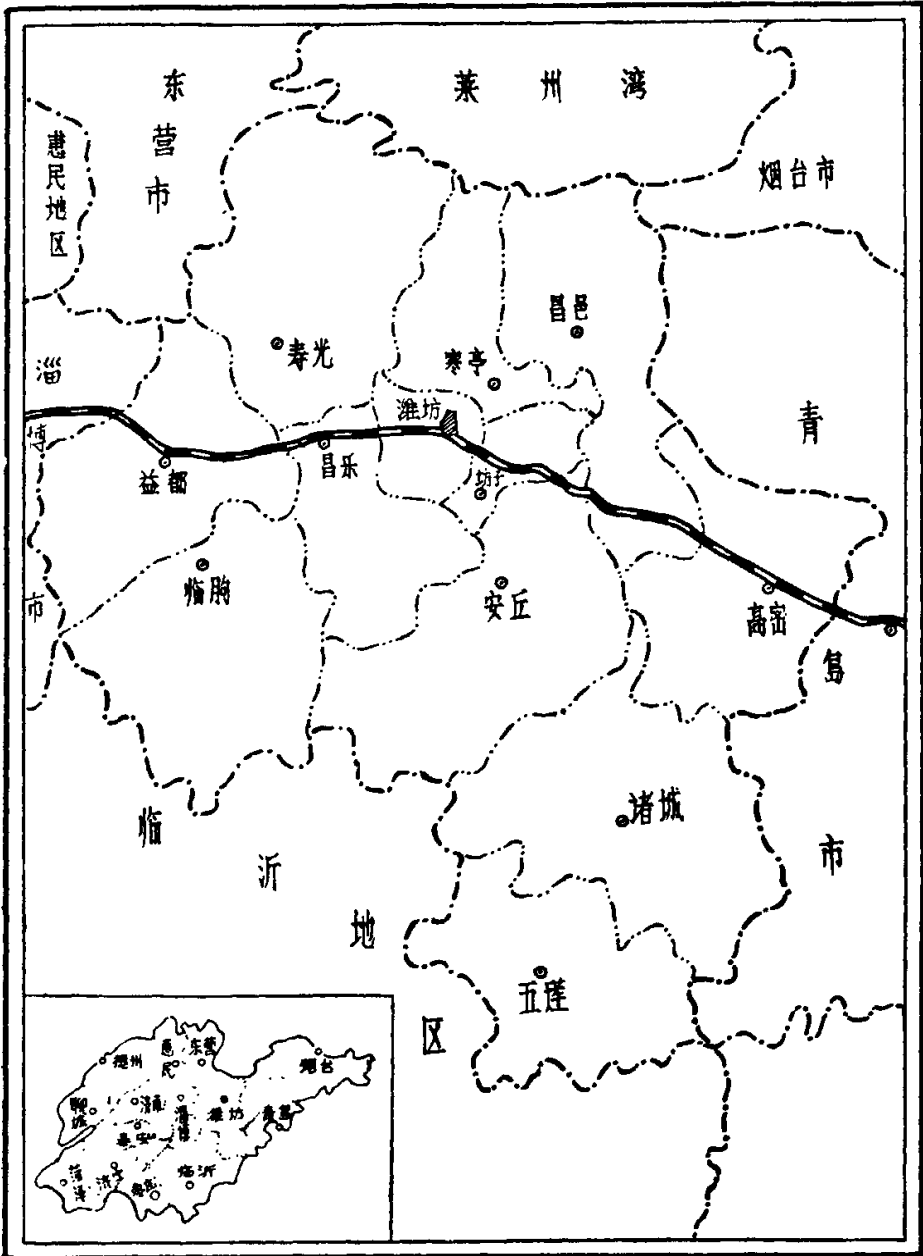 东营市
莱州湾
惠民地区
烟台市
昌邑
寿光
寒亭
淄博市
潍坊
青岛市
昌乐
益都
坊子
临朐
安丘
高密
诸城
临沂地区
五莲
德州
惠民
东营
烟台
聊城
济南
淄博
潍坊
青岛
泰安
菏泽
济宁
临沂